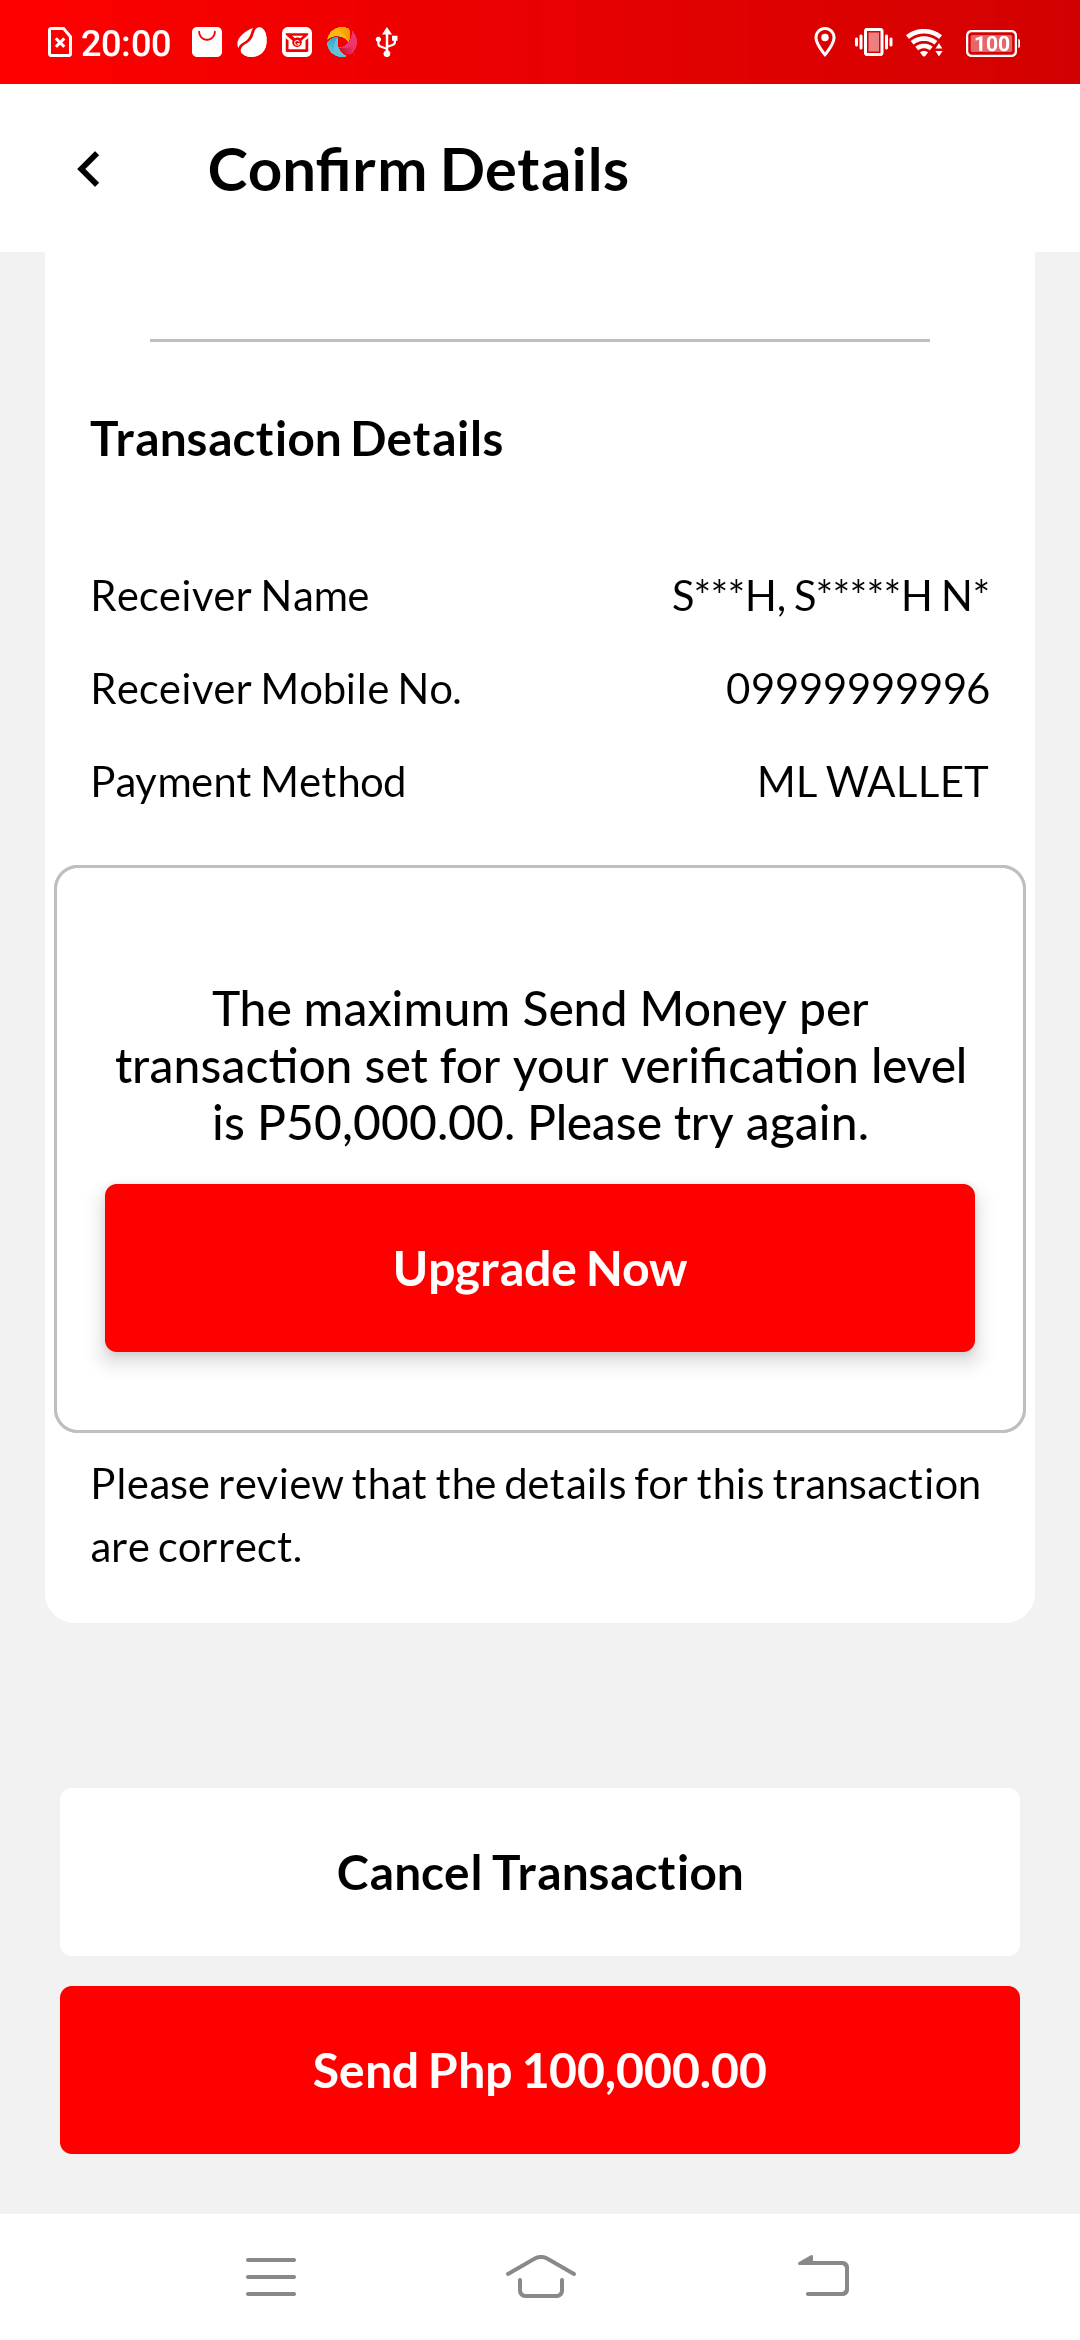 20:00
100
Confirm Details
Transaction Details
Receiver Name S***H, S*****H N*
Receiver Mobile No. 09999999996
Payment Method ML WALLET
The maximum Send Money per
transaction set for your verification level
is P50,000.00. Please try again.
Upgrade Now
Please review that the details for this transaction
are correct.
Cancel Transaction
Send Php 100,000.00